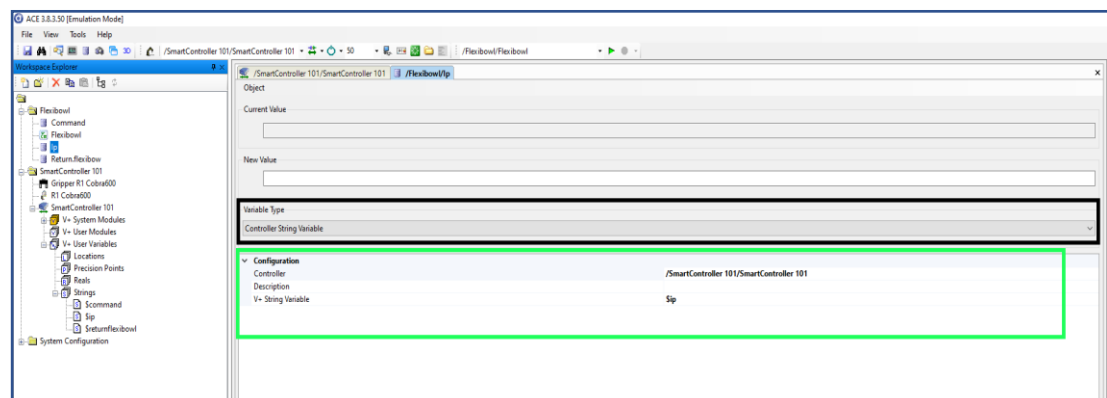 ACE 3.8.3.50 [Emulation Mode]
File View Tools Help
/SmartController 101/SmartController 101 50 /Flexibowl/Flexibowl
Workspace Explorer
/SmartController 101/SmartController 101 /Flexibowl/Ip
Object
Flexibowl
Command
Flexibowl
Ip
Return.flexibow
SmartController 101
Gripper R1 Cobra600
R1 Cobra600
SmartController 101
V+ System Modules
V+ User Modules
V+ User Variables
Locations
Precision Points
Reals
Strings
$command
$ip
$returnflexibowl
System Configuration
Current Value
New Value
Variable Type
Controller String Variable
Configuration
Controller /SmartController 101/SmartController 101
Description
V+ String Variable $ip